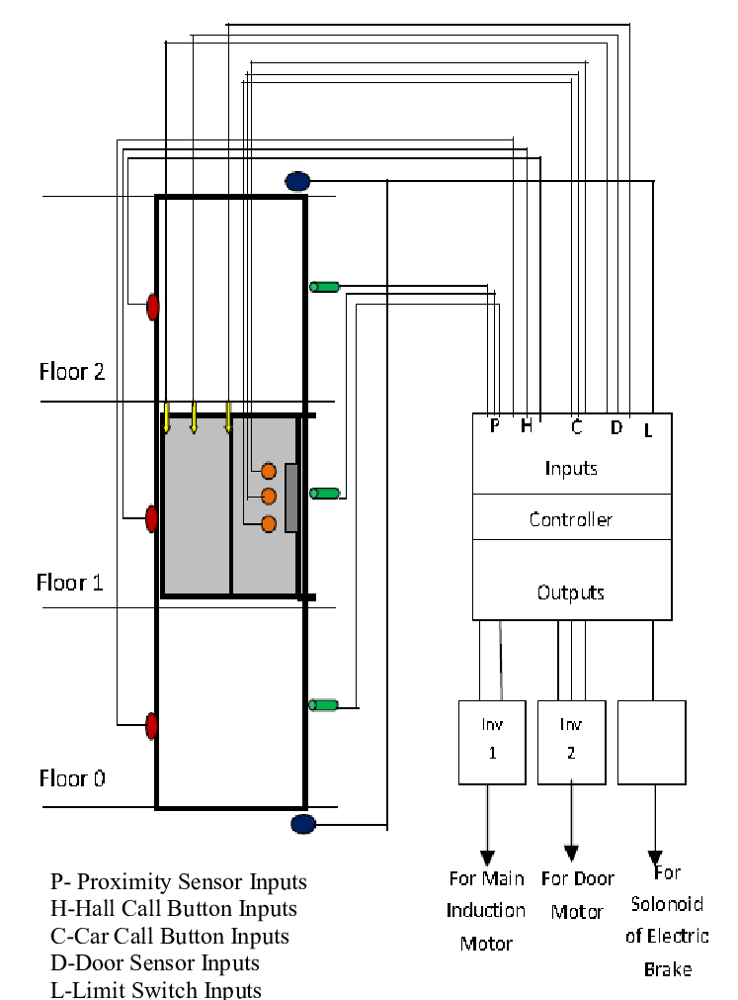 Floor 2
P H C D L
Inputs
Controller
Floor 1
Outputs
Inv
1
Inv
2
Floor 0
For Main
Induction
Motor
For Door
Motor
For
Solonoid
of Electric
Brake
P- Proximity Sensor Inputs
H-Hall Call Button Inputs
C-Car Call Button Inputs
D-Door Sensor Inputs
L-Limit Switch Inputs